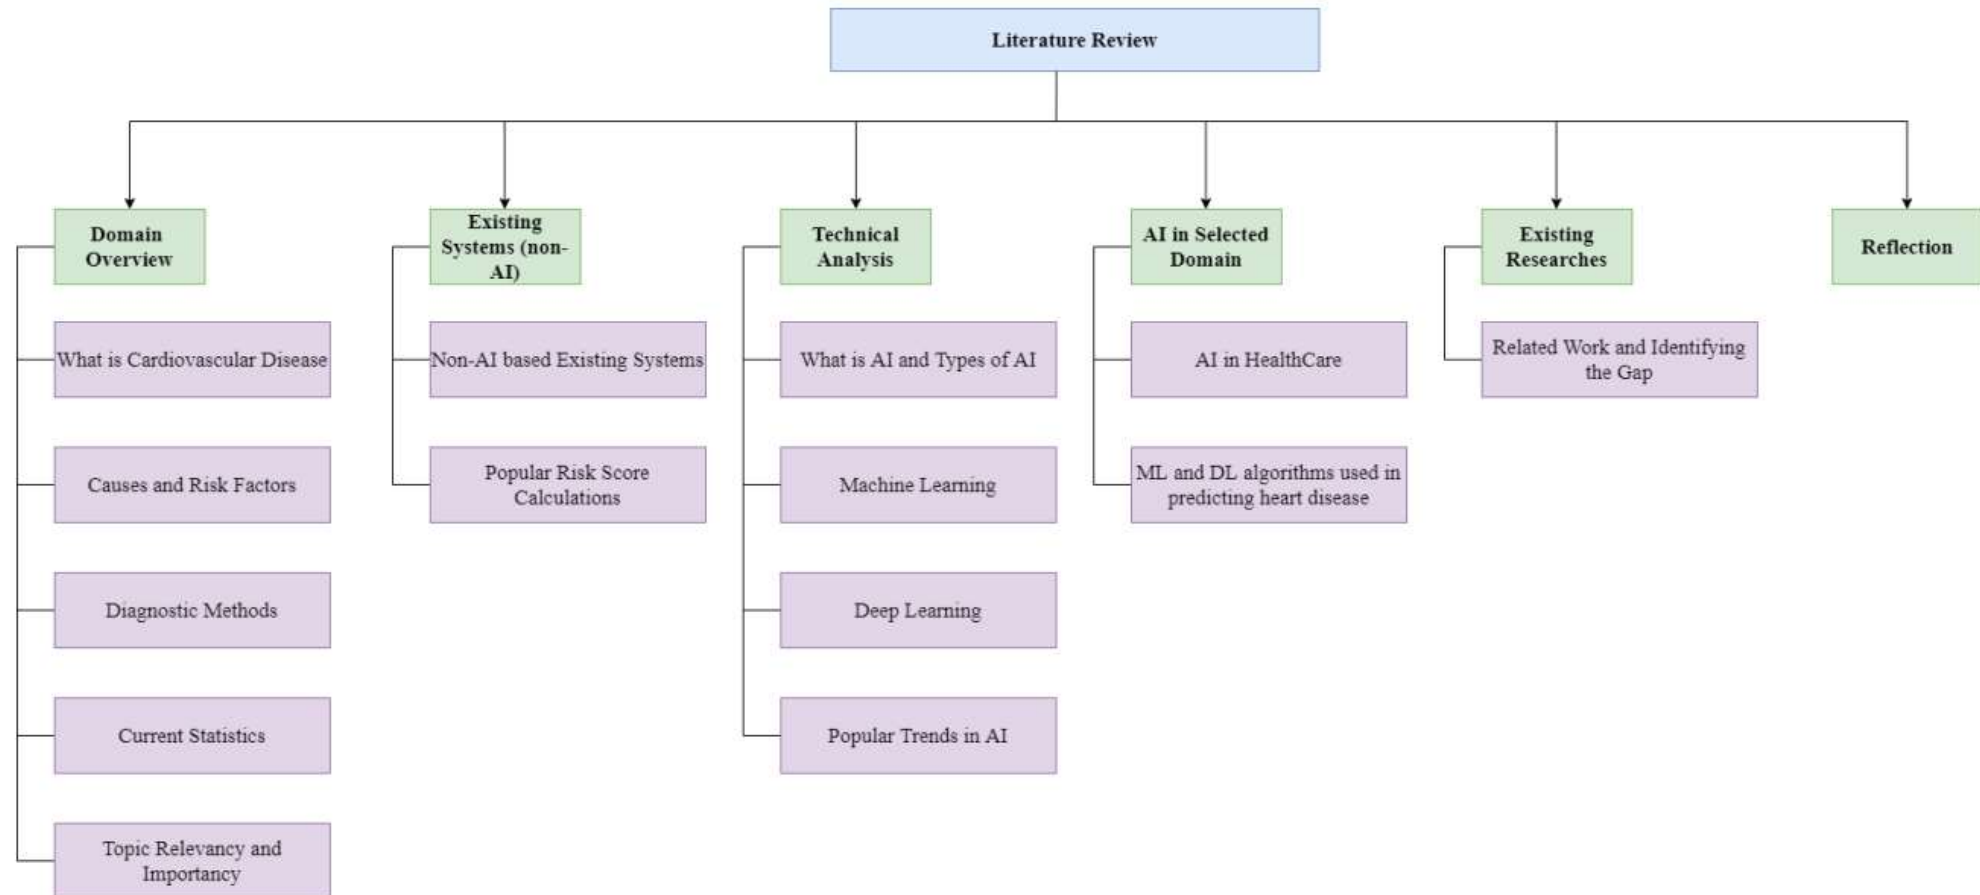 Literature Review
Domain
Overview
Existing
Systems (non-
AI)
Technical
Analysis
AI in Selected
Domain
Existing
Researches
Reflection
What is Cardiovascular Disease
Non-AI based Existing Systems
What is AI and Types of AI
AI in HealthCare
Related Work and Identifying
the Gap
Causes and Risk Factors
Popular Risk Score
Calculations
Machine Learning
ML and DL algorithms used in
predicting heart disease
Diagnostic Methods
Deep Learning
Current Statistics
Popular Trends in AI
Topic Relevancy and
Importancy